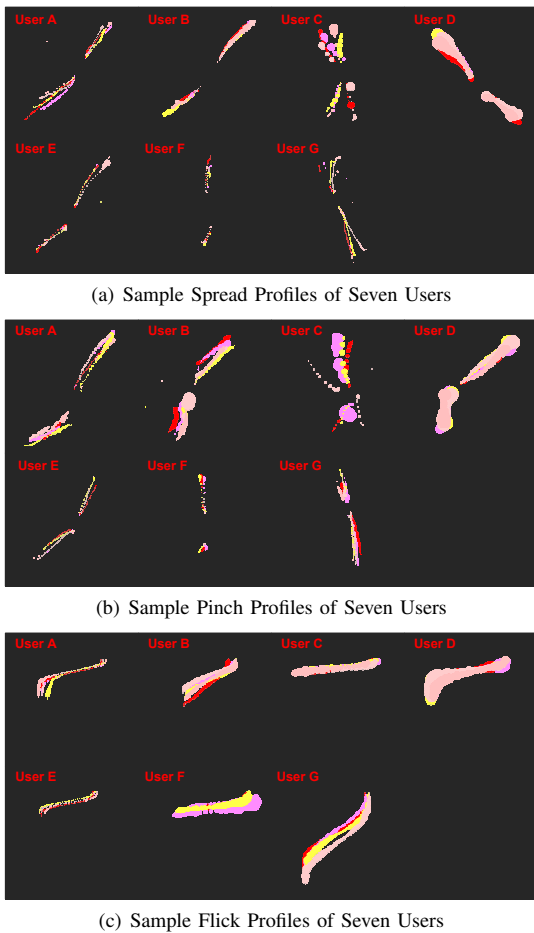 User A User B User C User D
User E User F User G
(a) Sample Spread Profiles of Seven Users
User A User B User C User D
User E User F User G
(b) Sample Pinch Profiles of Seven Users
User A User B User C User D
User E User F User G
(c) Sample Flick Profiles of Seven Users